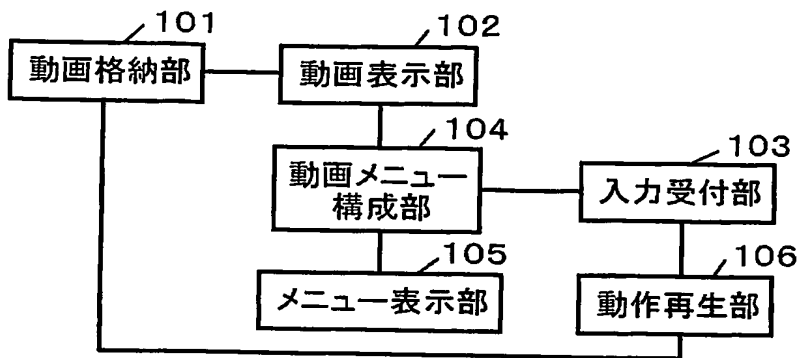 101
動画格納部
102
動画表示部
104
動画メニュー
構成部
103
入力受付部
105
メニュー表示部
106
動作再生部